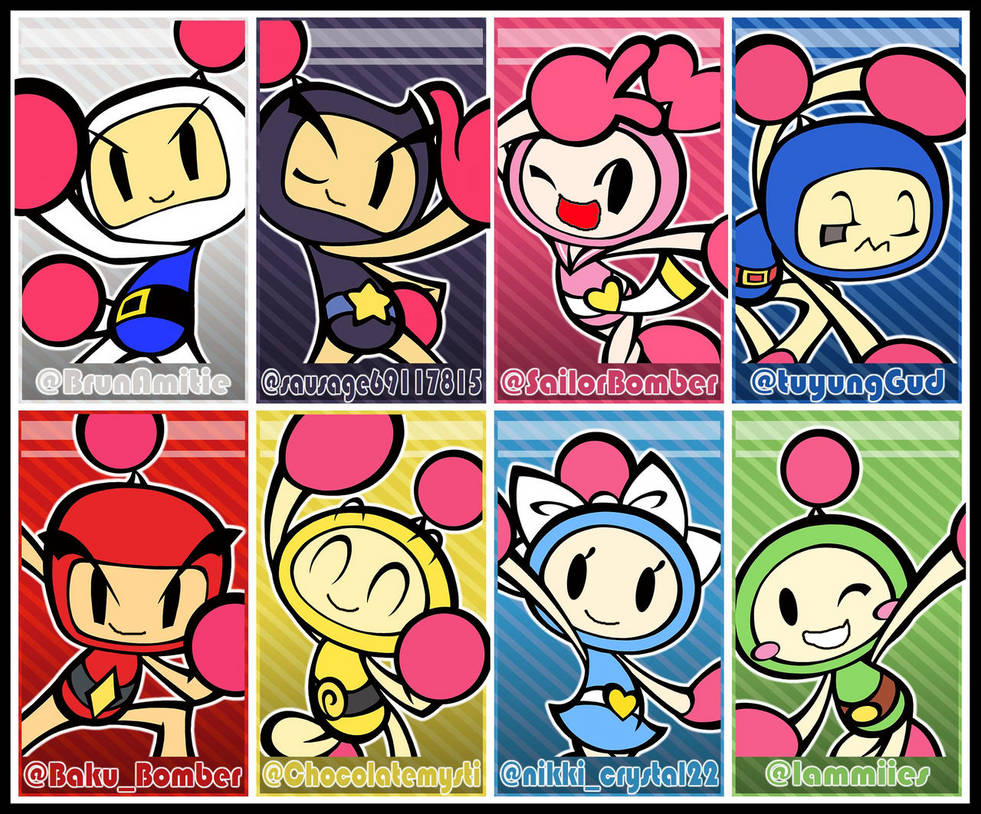 @BrunAmitie
@sausage69117815
@SailorBomber
@tuyungGud
@Baku_Bomber
@Chocolatemysti
@nikki_crystal22
@lammiies